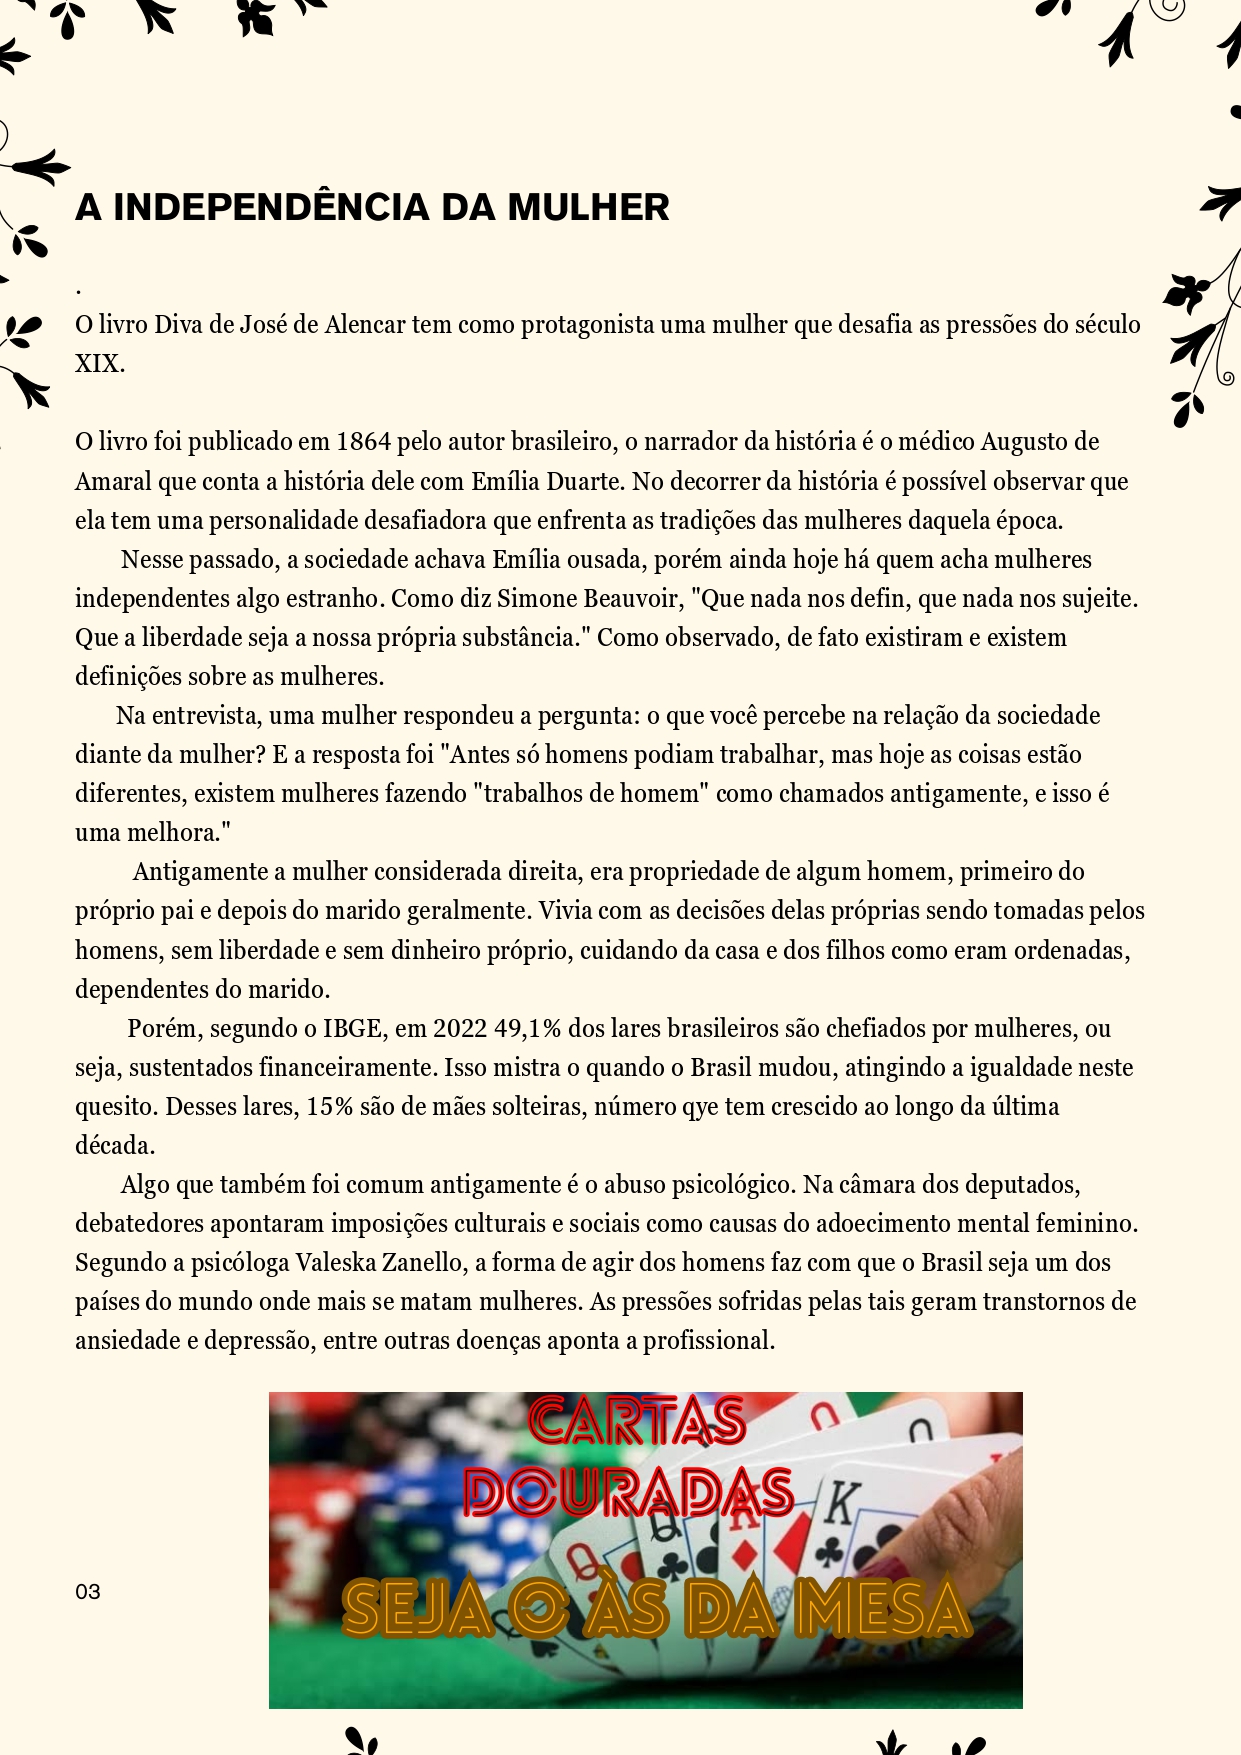 A INDEPENDÊNCIA DA MULHER
.
O livro Diva de José de Alencar tem como protagonista uma mulher que desafia as pressões do século
XIX.
O livro foi publicado em 1864 pelo autor brasileiro, o narrador da história é o médico Augusto de
Amaral que conta a história dele com Emília Duarte. No decorrer da história é possível observar que
ela tem uma personalidade desafiadora que enfrenta as tradições das mulheres daquela época.
Nesse passado, a sociedade achava Emília ousada, porém ainda hoje há quem acha mulheres
independentes algo estranho. Como diz Simone Beauvoir, "Que nada nos defin, que nada nos sujeite.
Que a liberdade seja a nossa própria substância." Como observado, de fato existiram e existem
definições sobre as mulheres.
Na entrevista, uma mulher respondeu a pergunta: o que você percebe na relação da sociedade
diante da mulher? E a resposta foi "Antes só homens podiam trabalhar, mas hoje as coisas estão
diferentes, existem mulheres fazendo "trabalhos de homem" como chamados antigamente, e isso é
uma melhora."
Antigamente a mulher considerada direita, era propriedade de algum homem, primeiro do
próprio pai e depois do marido geralmente. Vivia com as decisões delas próprias sendo tomadas pelos
homens, sem liberdade e sem dinheiro próprio, cuidando da casa e dos filhos como eram ordenadas,
dependentes do marido.
Porém, segundo o IBGE, em 2022 49,1% dos lares brasileiros são chefiados por mulheres, ou
seja, sustentados financeiramente. Isso mistra o quando o Brasil mudou, atingindo a igualdade neste
quesito. Desses lares, 15% são de mães solteiras, número qye tem crescido ao longo da última
década.
Algo que também foi comum antigamente é o abuso psicológico. Na câmara dos deputados,
debatedores apontaram imposições culturais e sociais como causas do adoecimento mental feminino.
Segundo a psicóloga Valeska Zanello, a forma de agir dos homens faz com que o Brasil seja um dos
países do mundo onde mais se matam mulheres. As pressões sofridas pelas tais geram transtornos de
ansiedade e depressão, entre outras doenças aponta a profissional.
CARTAS
DOURADAS
Q
Q
Q
Q
K
K
SEJA O ÀS DA MESA
03